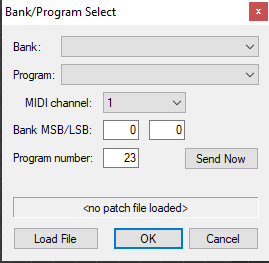 Bank/Program Select x
Bank:
Program:
MIDI channel: 1
Bank MSB/LSB: 0 0
Program number: 23 Send Now
<no patch file loaded>
Load File OK Cancel